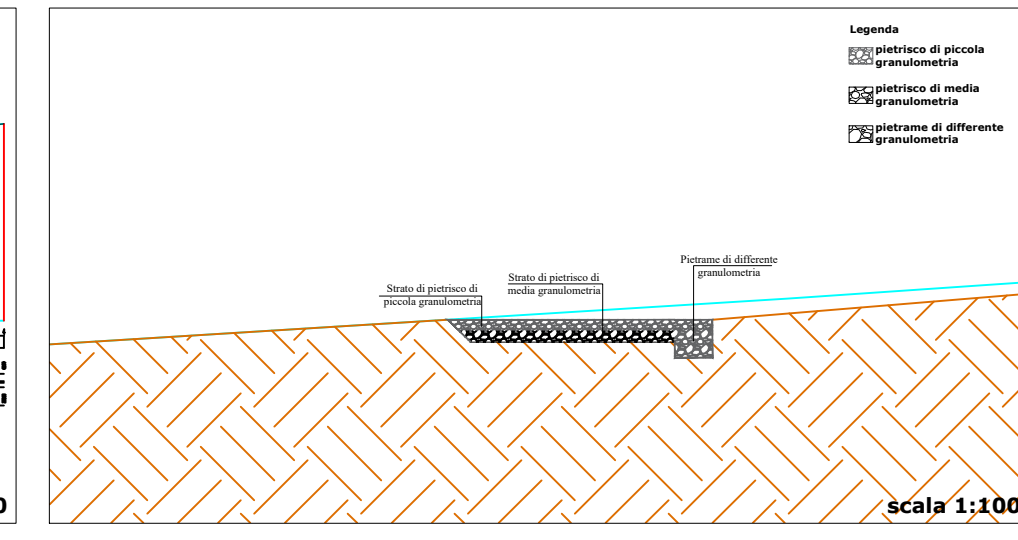 Legenda
pietrisco di piccola
granulometria
pietrisco di media
granulometria
pietrame di differente
granulometria
Pietrame di differente
granulometria
Strato di pietrisco di
media granulometria
Strato di pietrisco di
piccola granulometria
0
scala 1:100